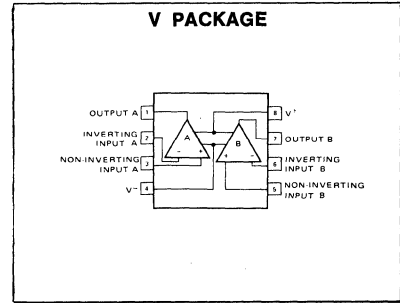 V PACKAGE
OUTPUT A 1
8 V+
INVERTING
INPUT A 2
7 OUTPUT B
A
B
- +
+ -
NON-INVERTING
INPUT A 3
6 INVERTING
INPUT B
V- 4
5 NON-INVERTING
INPUT B